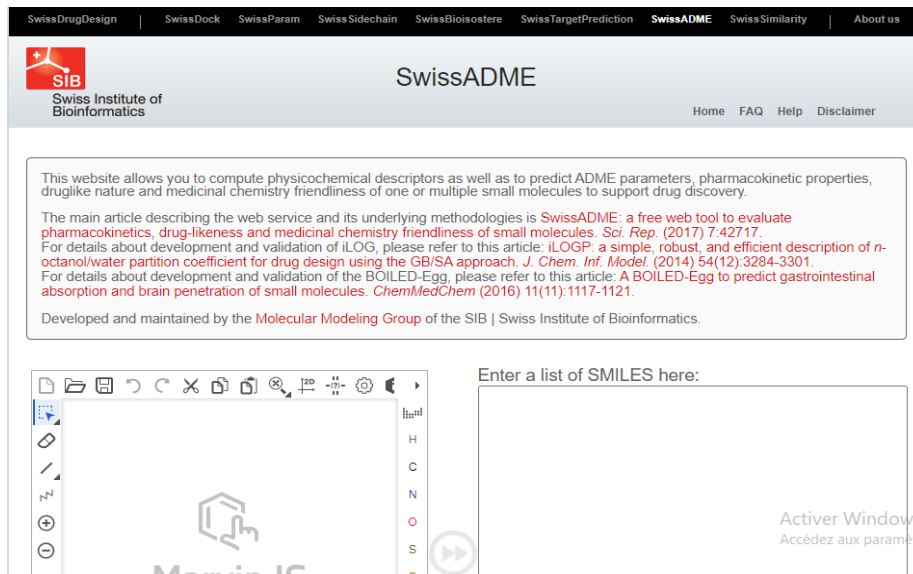 SwissDrugDesign | SwissDock SwissParam SwissSidechain SwissBioisostere SwissTargetPrediction SwissADME SwissSimilarity | About us
SIB
Swiss Institute of
Bioinformatics
SwissADME
Home FAQ Help Disclaimer
This website allows you to compute physicochemical descriptors as well as to predict ADME parameters, pharmacokinetic properties,
druglike nature and medicinal chemistry friendliness of one or multiple small molecules to support drug discovery.
The main article describing the web service and its underlying methodologies is SwissADME: a free web tool to evaluate
pharmacokinetics, drug-likeness and medicinal chemistry friendliness of small molecules. Sci. Rep. (2017) 7:42717.
For details about development and validation of iLOG, please refer to this article: iLOGP: a simple, robust, and efficient description of n-
octanol/water partition coefficient for drug design using the GB/SA approach. J. Chem. Inf. Model. (2014) 54(12):3284-3301.
For details about development and validation of the BOILED-Egg, please refer to this article: A BOILED-Egg to predict gastrointestinal
absorption and brain penetration of small molecules. ChemMedChem (2016) 11(11):1117-1121.
Developed and maintained by the Molecular Modeling Group of the SIB | Swiss Institute of Bioinformatics.
Enter a list of SMILES here:
2D
H
C
N
O
S
Activer Window
Accédez aux paramè